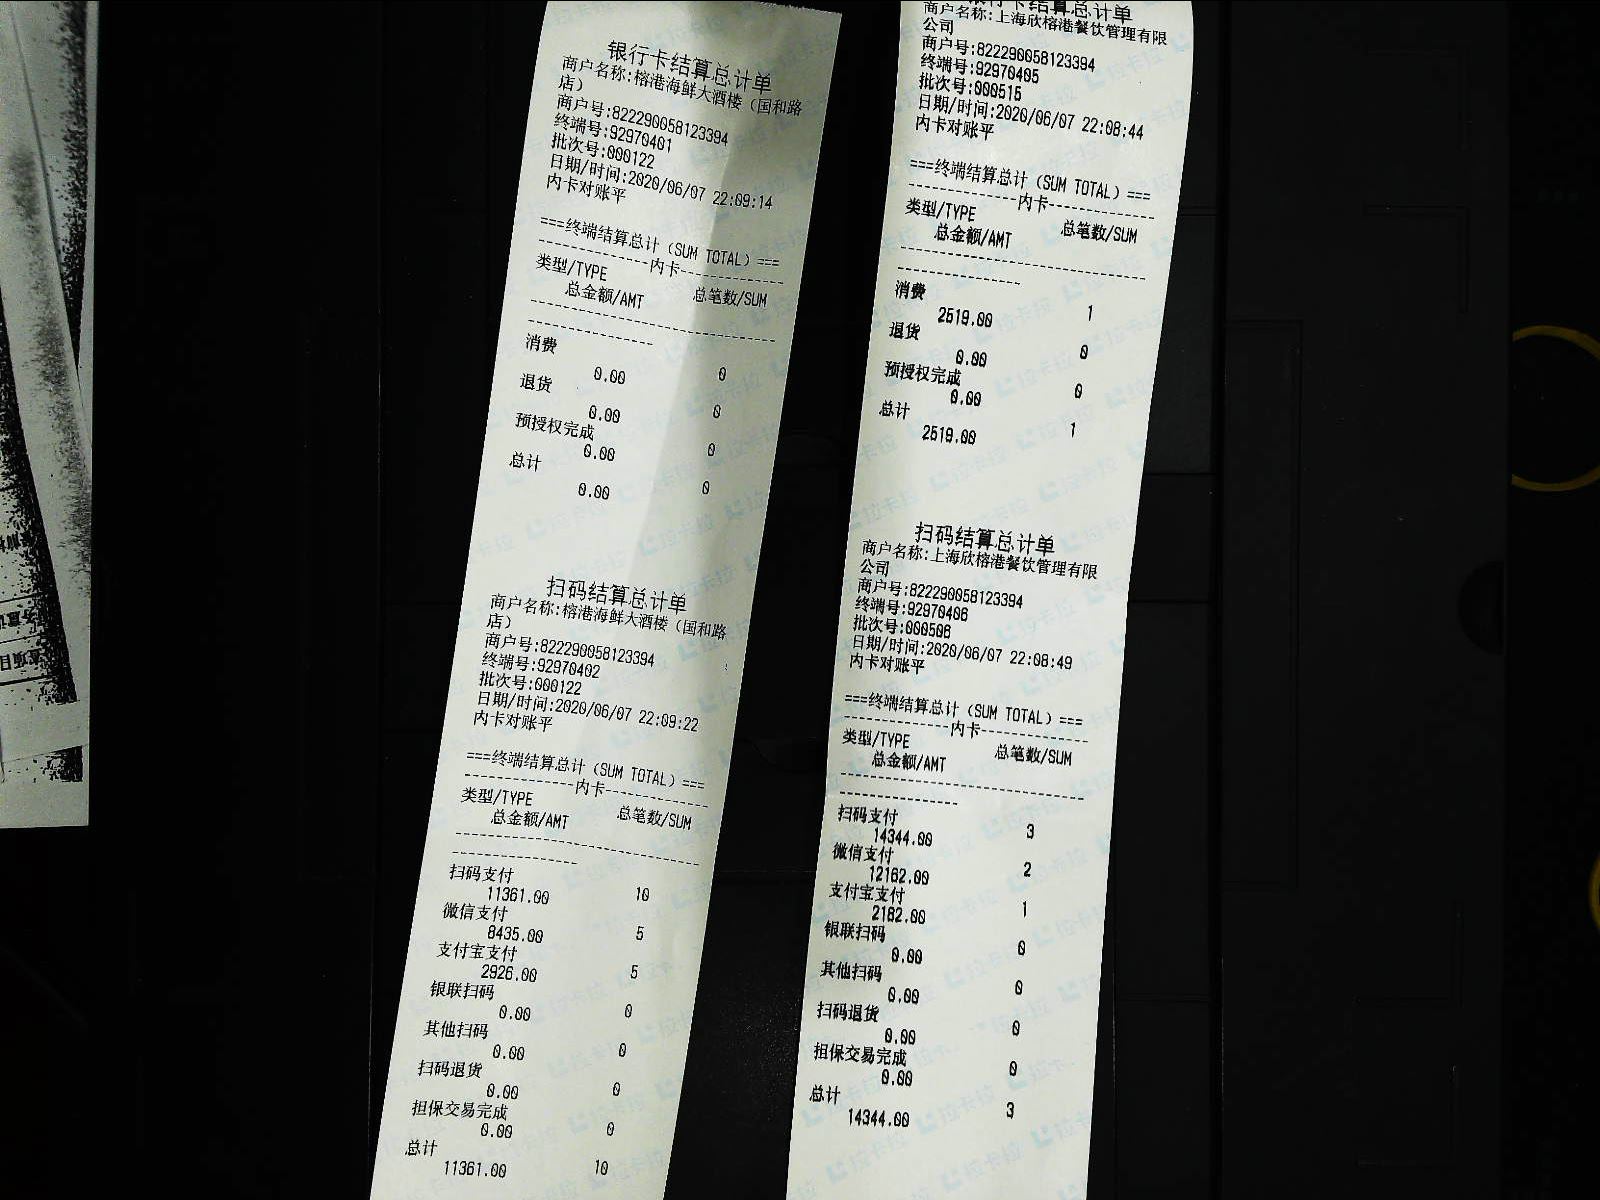 银行卡结算总计单
商户名称:榕港海鲜大酒楼（国和路
店）
商户号:822290058123394
终端号:92970401
批次号:000122
日期/时间:2020/06/07 22:09:14
内卡对账平
===终端结算总计（SUM TOTAL）===
------------内卡------------
类型/TYPE 总笔数/SUM
总金额/AMT
消费
0.00 0
退货
0.00 0
预授权完成
0.00 0
总计
0.00 0
扫码结算总计单
商户名称:榕港海鲜大酒楼（国和路
店）
商户号:822290058123394
终端号:92970402
批次号:000122
日期/时间:2020/06/07 22:09:22
内卡对账平
===终端结算总计（SUM TOTAL）===
------------内卡------------
类型/TYPE 总笔数/SUM
总金额/AMT
扫码支付
11361.00 10
微信支付
8435.00 5
支付宝支付
2926.00 5
银联扫码
0.00 0
其他扫码
0.00 0
扫码退货
0.00 0
担保交易完成
0.00 0
总计
11361.00 10
银行卡结算总计单
商户名称:上海欣榕港餐饮管理有限
公司
商户号:822290058123394
终端号:92970405
批次号:000515
日期/时间:2020/06/07 22:08:44
内卡对账平
===终端结算总计（SUM TOTAL）===
------------内卡------------
类型/TYPE 总笔数/SUM
总金额/AMT
消费
2519.00 1
退货
0.00 0
预授权完成
0.00 0
总计
2519.00 1
扫码结算总计单
商户名称:上海欣榕港餐饮管理有限
公司
商户号:822290058123394
终端号:92970406
批次号:000506
日期/时间:2020/06/07 22:08:49
内卡对账平
===终端结算总计（SUM TOTAL）===
------------内卡------------
类型/TYPE 总笔数/SUM
总金额/AMT
扫码支付
14344.00 3
微信支付
12162.00 2
支付宝支付
2182.00 1
银联扫码
0.00 0
其他扫码
0.00 0
扫码退货
0.00 0
担保交易完成
0.00 0
总计
14344.00 3
拉卡拉